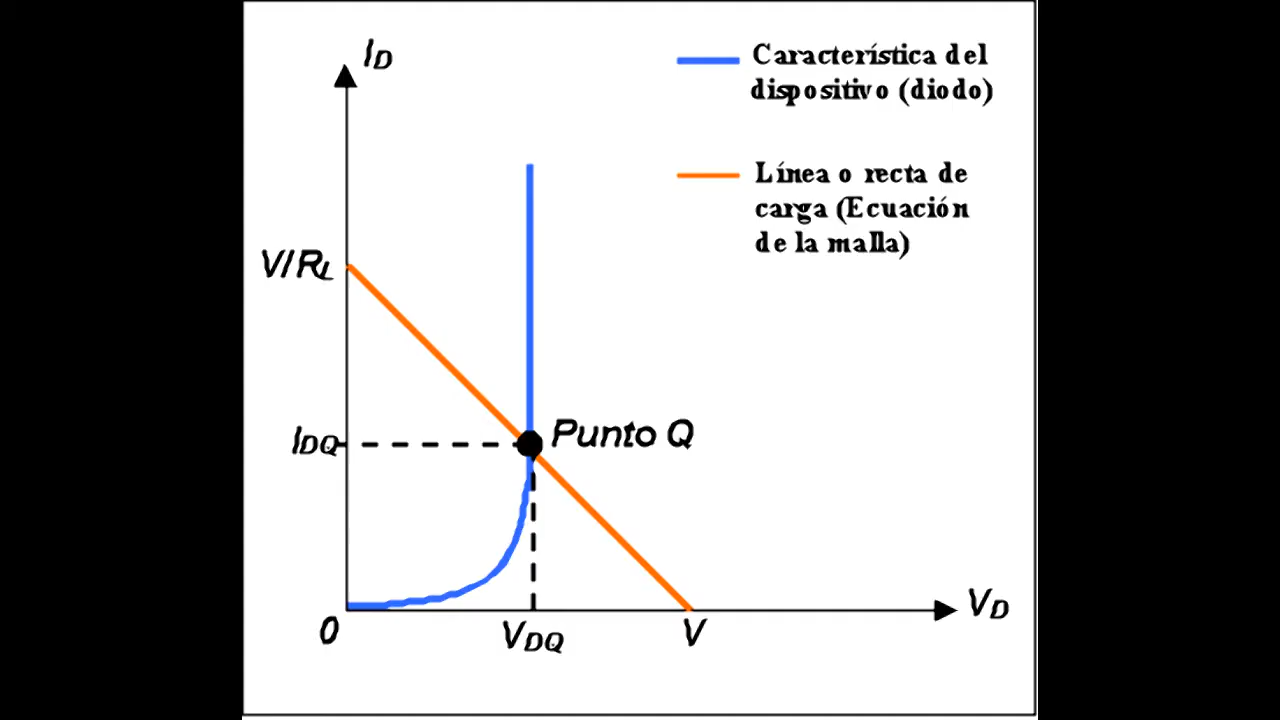 I_D
Característica del
dispositivo (diodo)
Línea o recta de
carga (Ecuación
de la malla)
V/R_L
I_DQ
Punto Q
V_D
0
V_DQ
V